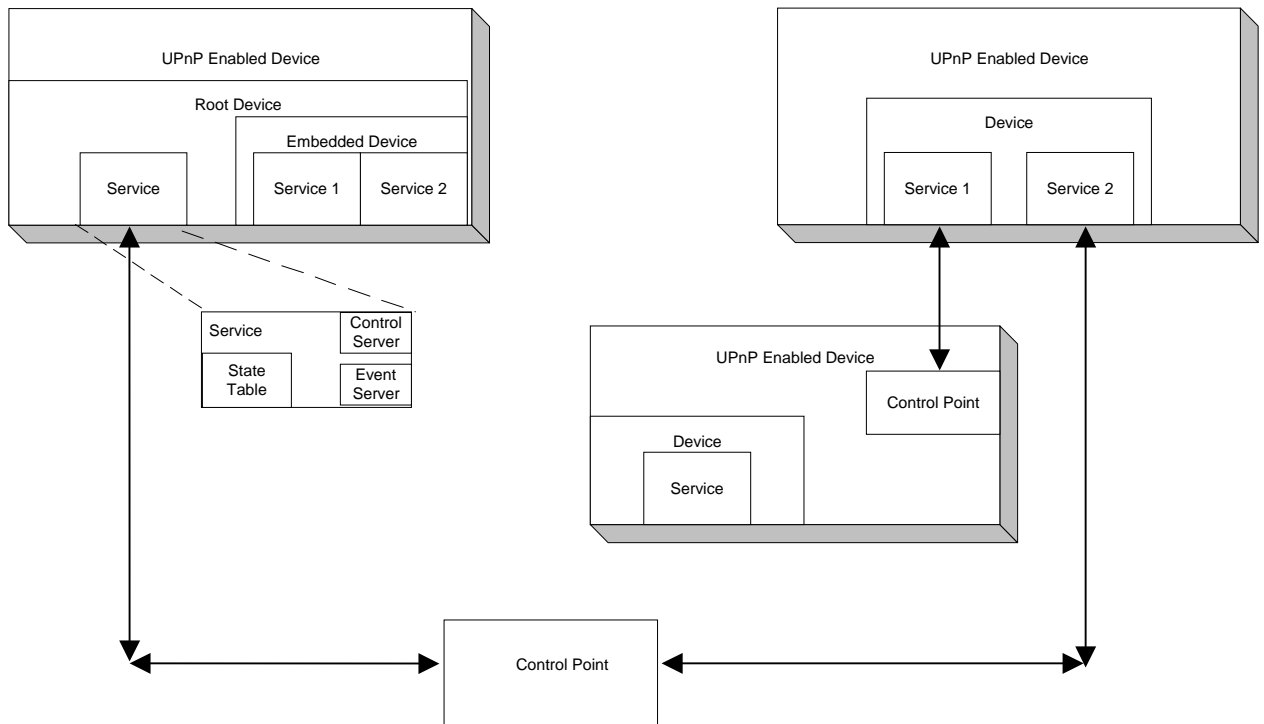 UPnP Enabled Device
Root Device
Embedded Device
Service
Service 1
Service 2
Service
Control
Server
State
Table
Event
Server
UPnP Enabled Device
Device
Service 1
Service 2
UPnP Enabled Device
Control Point
Device
Service
Control Point